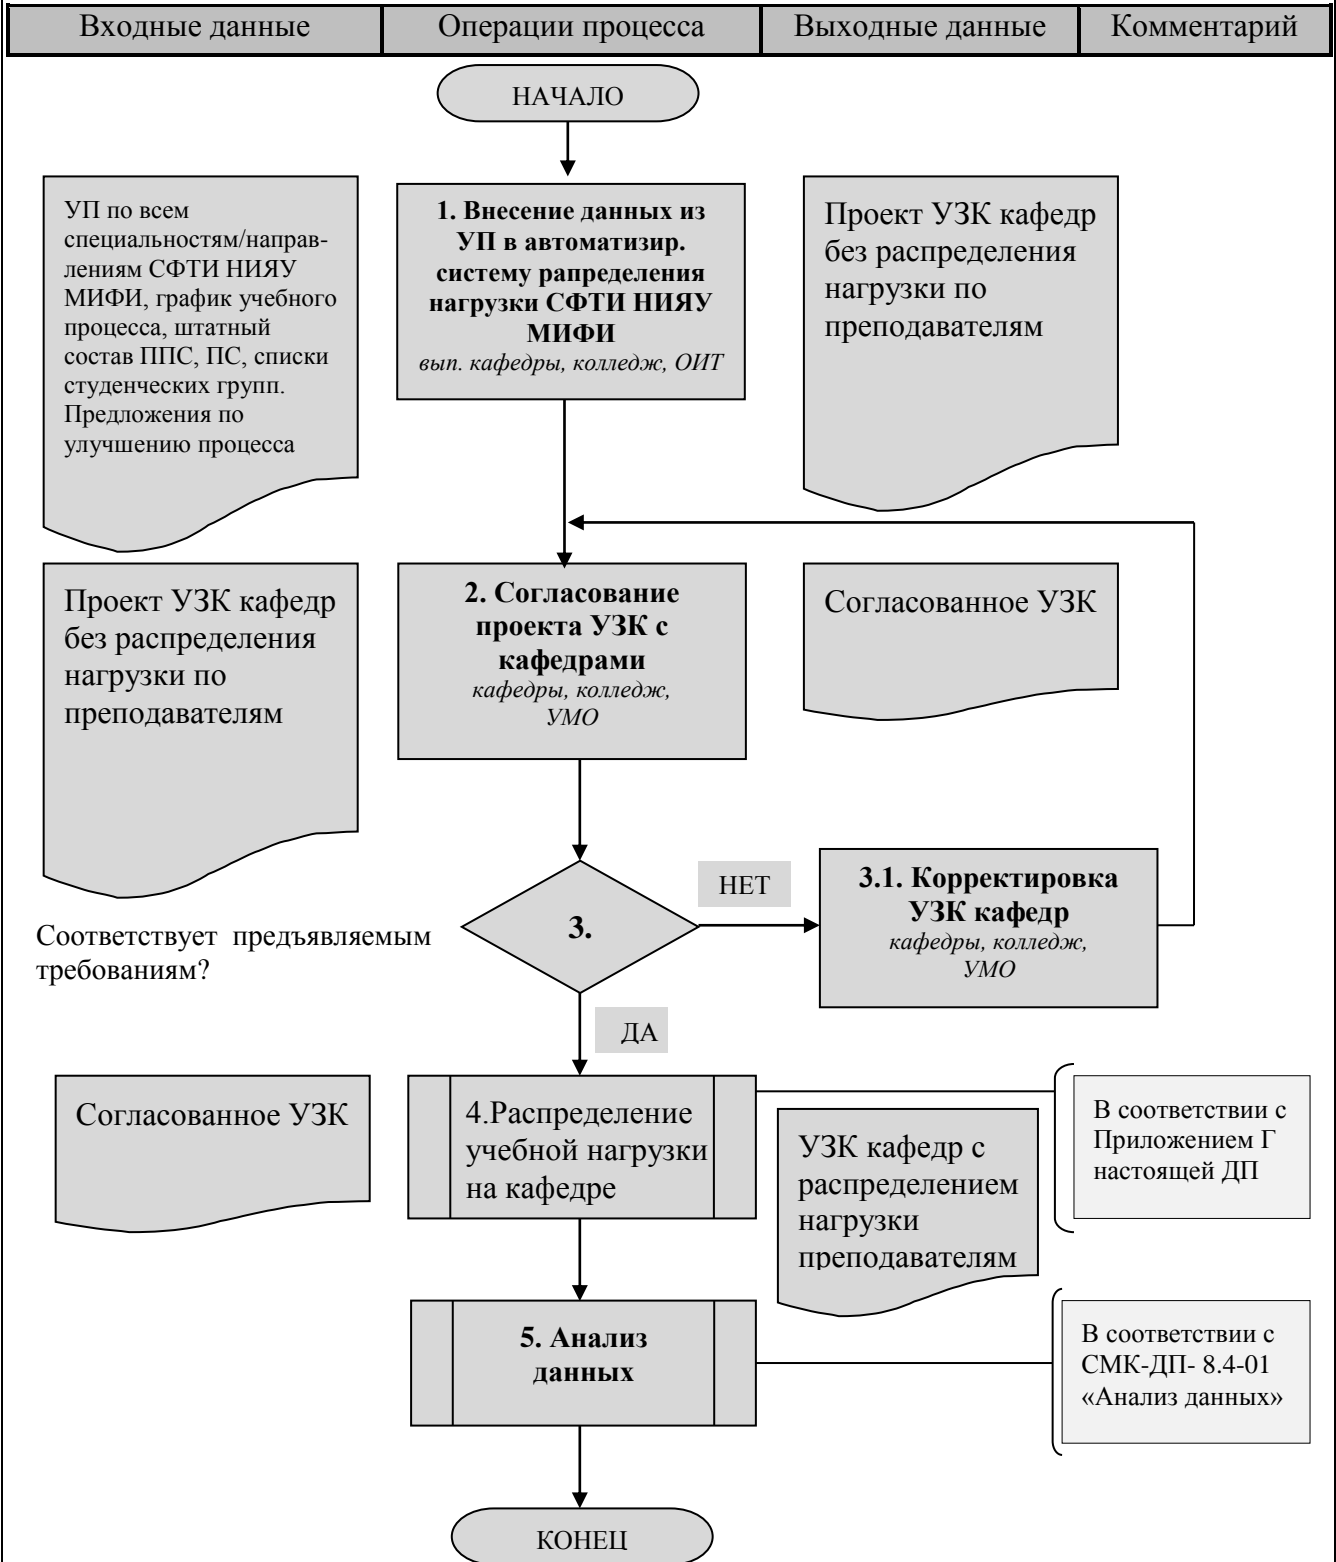 Входные данные
Операции процесса
Выходные данные
Комментарий
НАЧАЛО
УП по всем
специальностям/направ-
лениям СФТИ НИЯУ
МИФИ, график учебного
процесса, штатный
состав ППС, ПС, списки
студенческих групп.
Предложения по
улучшению процесса
1. Внесение данных из
УП в автоматизир.
систему рапределения
нагрузки СФТИ НИЯУ
МИФИ
вып. кафедры, колледж, ОИТ
Проект УЗК кафедр
без распределения
нагрузки по
преподавателям
Проект УЗК кафедр
без распределения
нагрузки по
преподавателям
2. Согласование
проекта УЗК с
кафедрами
кафедры, колледж,
УМО
Согласованное УЗК
Соответствует предъявляемым
требованиям?
3.
НЕТ
3.1. Корректировка
УЗК кафедр
кафедры, колледж,
УМО
ДА
Согласованное УЗК
4.Распределение
учебной нагрузки
на кафедре
УЗК кафедр с
распределением
нагрузки
преподавателям
В соответствии с
Приложением Г
настоящей ДП
5. Анализ
данных
В соответствии с
СМК-ДП- 8.4-01
«Анализ данных»
КОНЕЦ